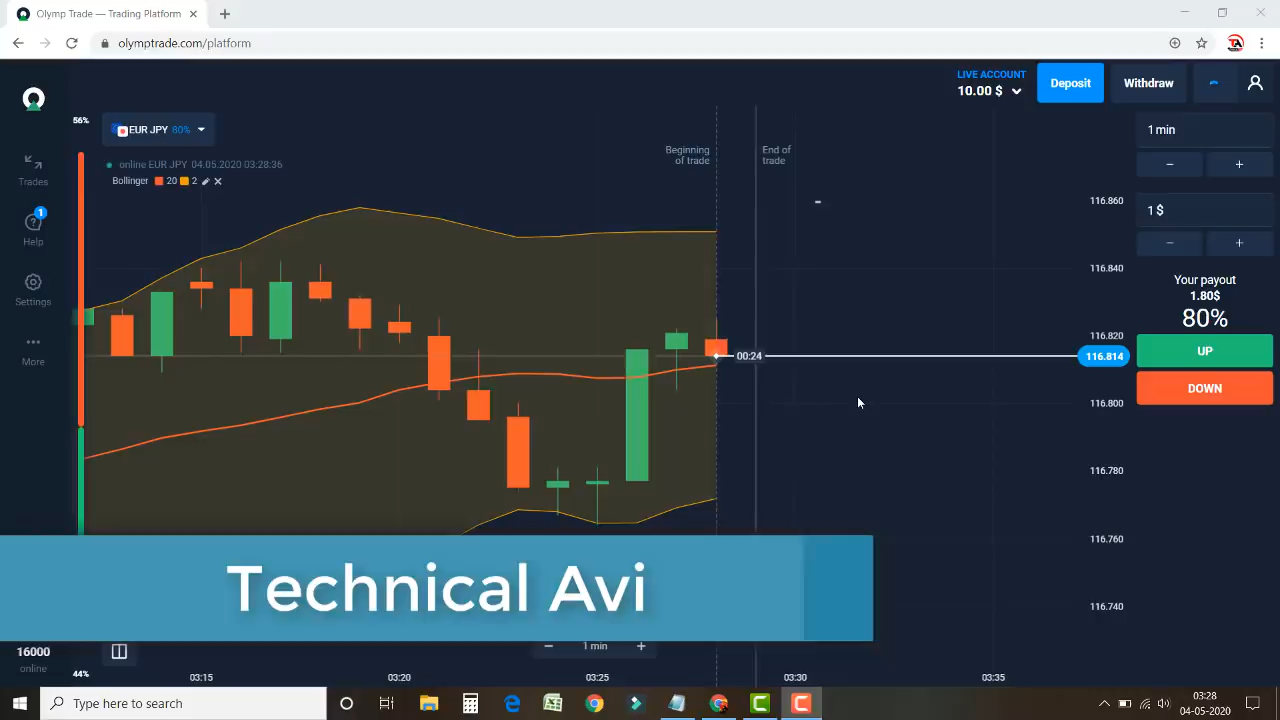 Olymp Trade — Trading Platform
olymptrade.com/platform
LIVE ACCOUNT
10.00 $
Deposit
Withdraw
56%
EUR JPY 80%
online EUR JPY 04.05.2020 03:28:36
Bollinger 20 2
Beginning
of trade
End of
trade
1 min
1 $
Your payout
1.80$
80%
UP
DOWN
Trades
1
Help
Settings
More
116.860
116.840
116.820
116.814
116.800
116.780
116.760
116.740
00:24
Technical Avi
16000
online
44%
1 min
03:15
03:20
03:25
03:30
03:35
Type here to search
03:28
04-05-2020